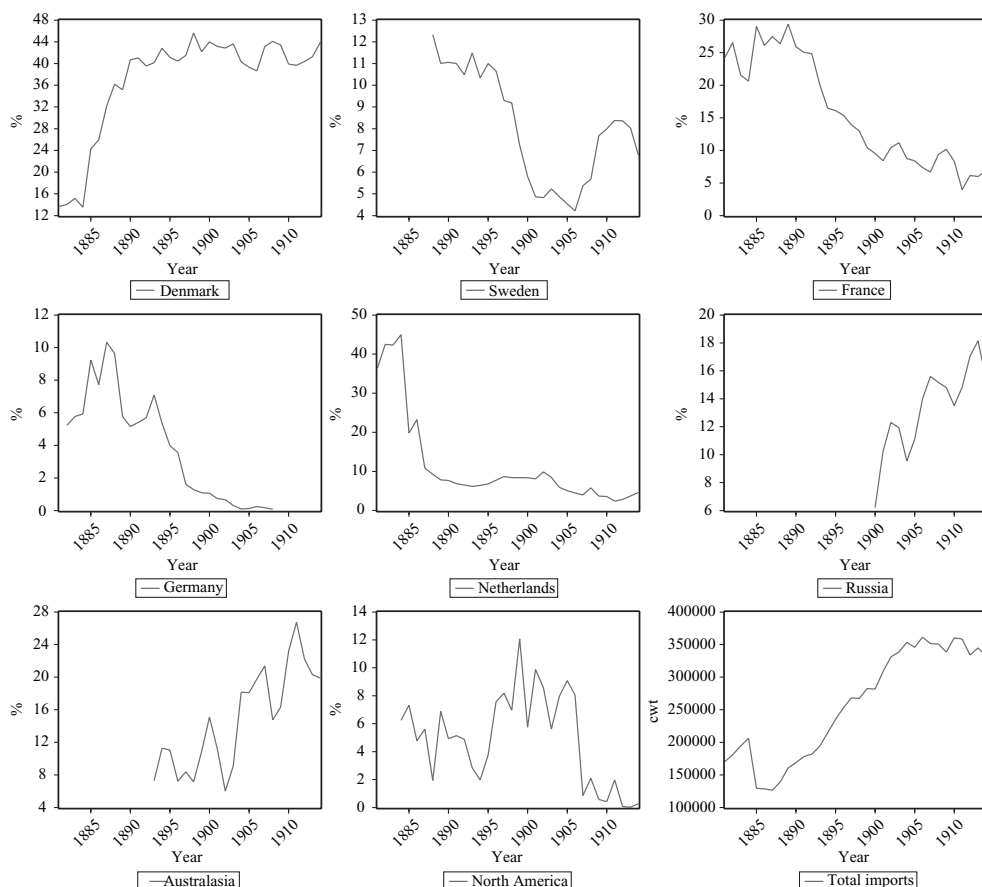 48
44
40
36
32
28
24
20
16
12
%
1885 1890 1895 1900 1905 1910
Year
Denmark
13
12
11
10
9
8
7
6
5
4
%
1885 1890 1895 1900 1905 1910
Year
Sweden
30
25
20
15
10
5
0
%
1885 1890 1895 1900 1905 1910
Year
France
12
10
8
6
4
2
0
%
1885 1890 1895 1900 1905 1910
Year
Germany
50
40
30
20
10
0
%
1885 1890 1895 1900 1905 1910
Year
Netherlands
20
18
16
14
12
10
8
6
%
1885 1890 1895 1900 1905 1910
Year
Russia
28
24
20
16
12
8
4
%
1885 1890 1895 1900 1905 1910
Year
Australasia
14
12
10
8
6
4
2
0
%
1885 1890 1895 1900 1905 1910
Year
North America
400000
350000
300000
250000
200000
150000
100000
cwt
1885 1890 1895 1900 1905 1910
Year
Total imports